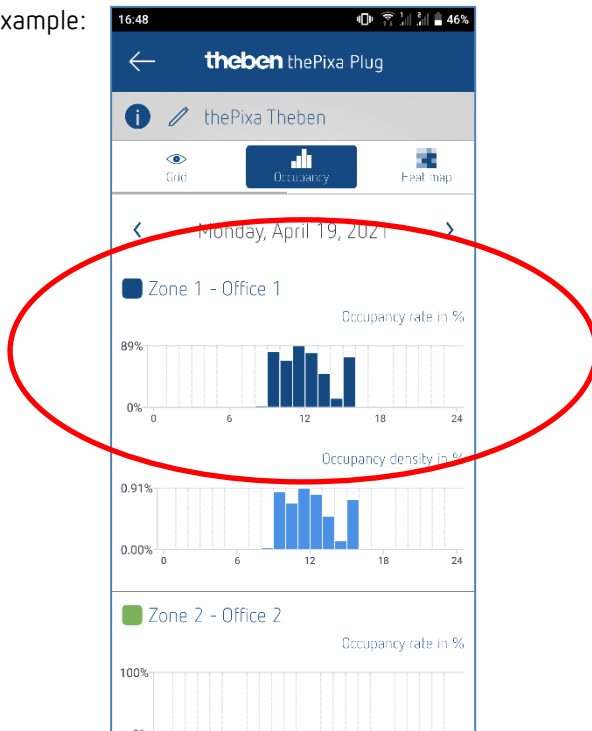 xample:
16:48 46%
theben thePixa Plug
i thePixa Theben
Grid Occupancy Heat map
Monday, April 19, 2021
Zone 1 - Office 1
Occupancy rate in %
89%
0%
0 6 12 18 24
Occupancy density in %
0.91%
0.00%
0 6 12 18 24
Zone 2 - Office 2
Occupancy rate in %
100%